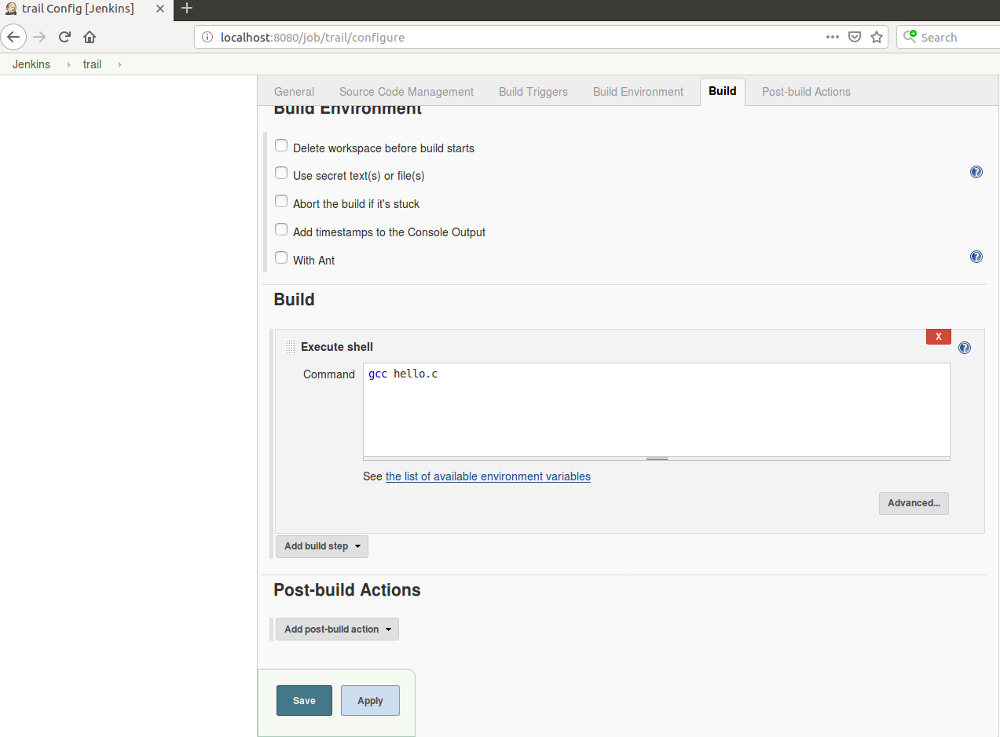 trail Config [Jenkins]
localhost:8080/job/trail/configure
Search
Jenkins trail
General Source Code Management Build Triggers Build Environment Build Post-build Actions
Build Environment
Delete workspace before build starts
Use secret text(s) or file(s)
Abort the build if it's stuck
Add timestamps to the Console Output
With Ant
Build
X
Execute shell
Command gcc hello.c
See the list of available environment variables
Advanced...
Add build step
Post-build Actions
Add post-build action
Save Apply